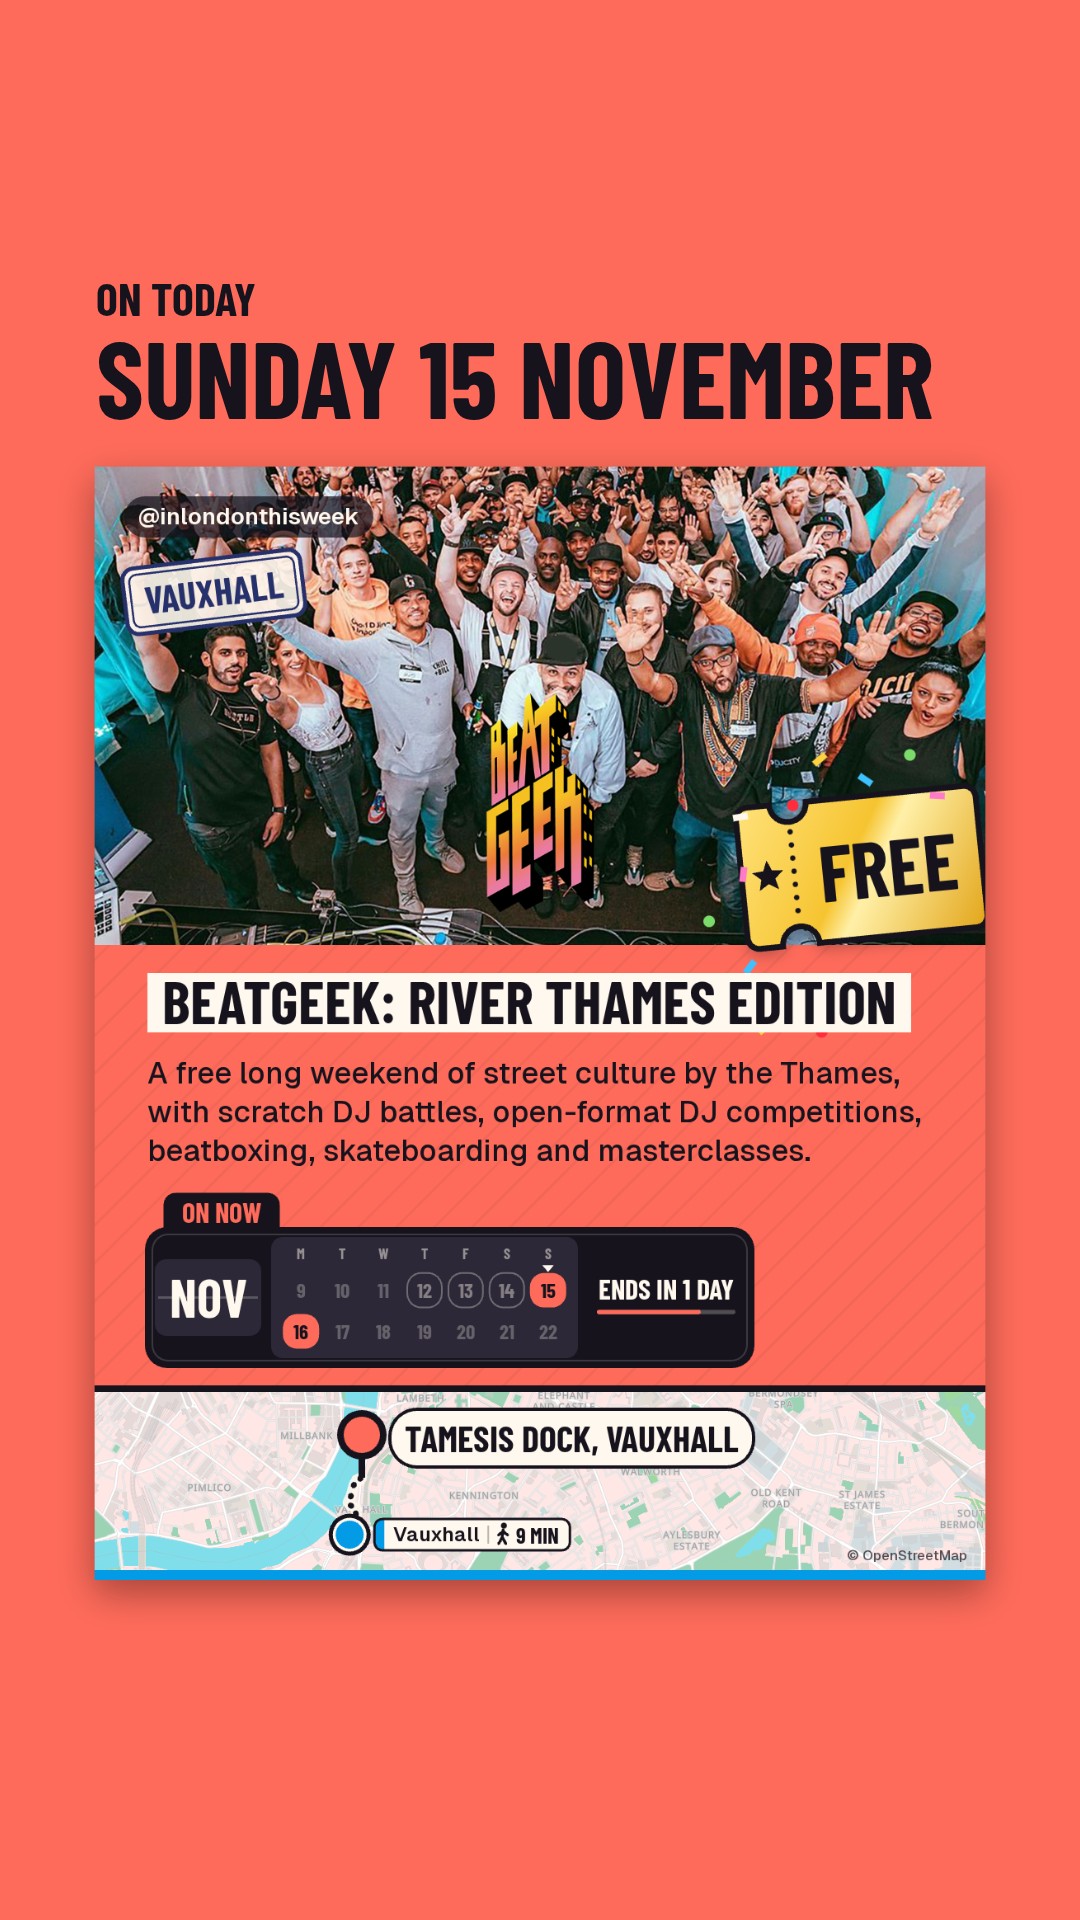 ON TODAY
SUNDAY 15 NOVEMBER
@inlondonthisweek
VAUXHALL
BEAT
GEEK
FREE
BEATGEEK: RIVER THAMES EDITION
A free long weekend of street culture by the Thames,
with scratch DJ battles, open-format DJ competitions,
beatboxing, skateboarding and masterclasses.
ON NOW
NOV
M T W T F S S
9 10 11 12 13 14 15
16 17 18 19 20 21 22
ENDS IN 1 DAY
LAMBETH
ELEPHANT
AND CASTLE
BERMONDSEY
SPA
MILLBANK
TAMESIS DOCK, VAUXHALL
WALWORTH
PIMLICO
KENNINGTON
OLD KENT
ROAD
ST JAMES
ESTATE
Vauxhall 9 MIN
AYLESBURY
ESTATE
© OpenStreetMap